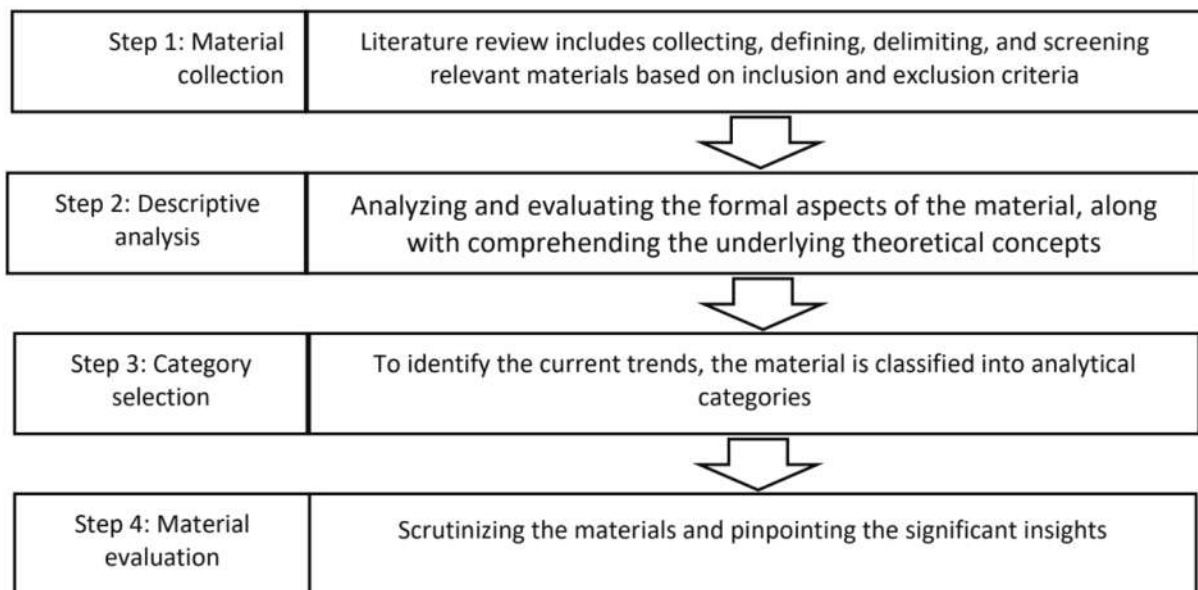 Step 1: Material
collection
Literature review includes collecting, defining, delimiting, and screening
relevant materials based on inclusion and exclusion criteria
Step 2: Descriptive
analysis
Analyzing and evaluating the formal aspects of the material, along
with comprehending the underlying theoretical concepts
Step 3: Category
selection
To identify the current trends, the material is classified into analytical
categories
Step 4: Material
evaluation
Scrutinizing the materials and pinpointing the significant insights